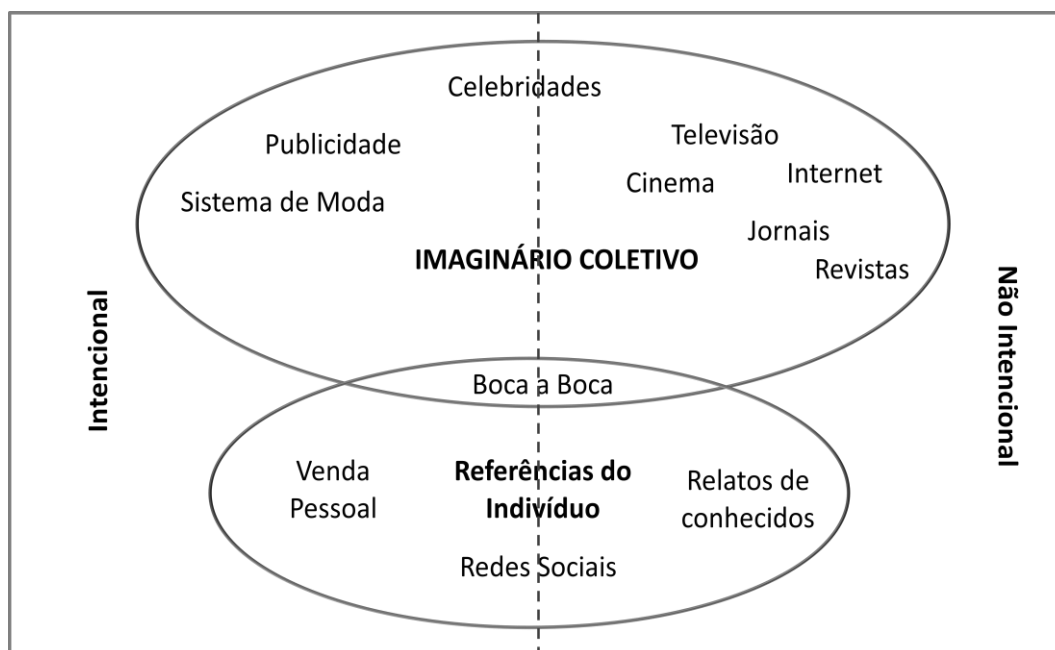 Celebridades
Publicidade
Televisão
Internet
Cinema
Sistema de Moda
Jornais
IMAGINÁRIO COLETIVO
Revistas
Intencional
Não Intencional
Boca a Boca
Venda
Pessoal
Referências do
Indivíduo
Relatos de
conhecidos
Redes Sociais